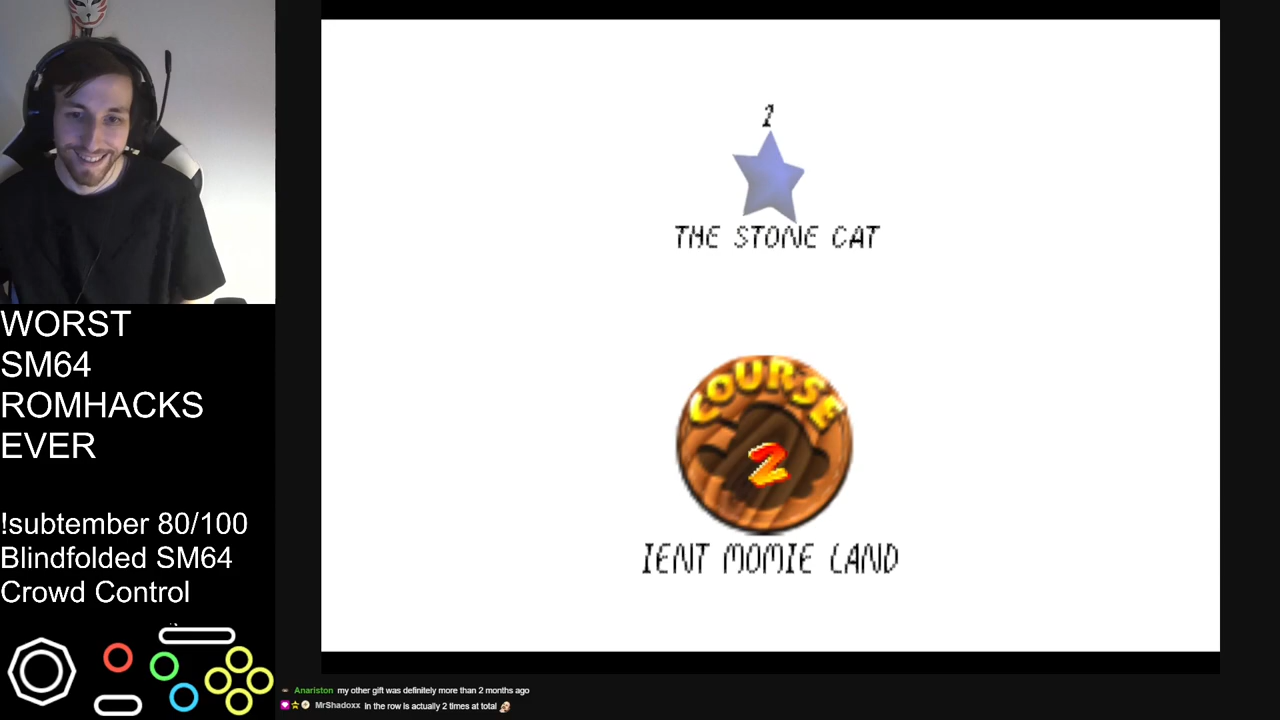 1
THE STONE CAT
COURSE
2
IENT MOMIE LAND
WORST
SM64
ROMHACKS
EVER
!subtember 80/100
Blindfolded SM64
Crowd Control
Anariston my other gift was definitely more than 2 months ago
MrShadoxx In the row is actually 2 times at total